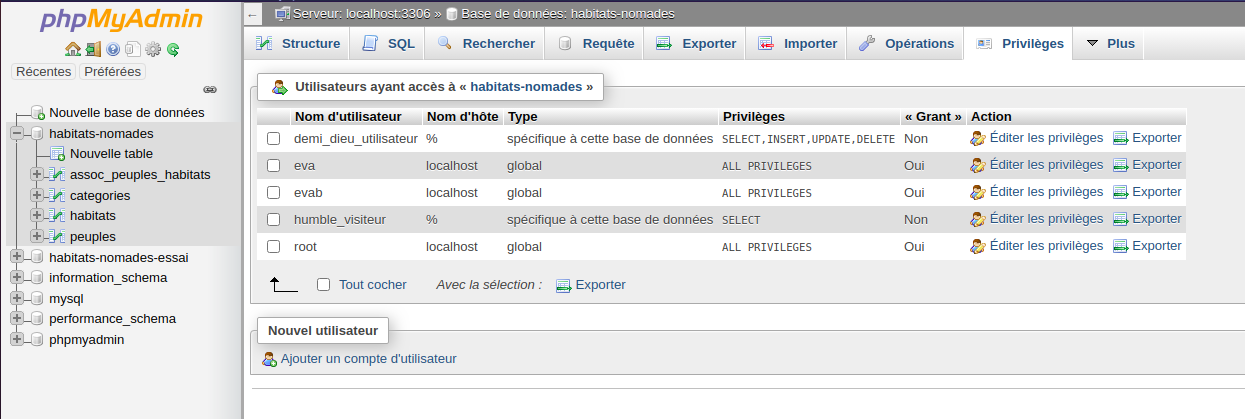 phpMyAdmin
Récentes Préférées
Nouvelle base de données
habitats-nomades
Nouvelle table
assoc_peuples_habitats
categories
habitats
peuples
habitats-nomades-essai
information_schema
mysql
performance_schema
phpmyadmin
Serveur: localhost:3306 » Base de données: habitats-nomades
Structure SQL Rechercher Requête Exporter Importer Opérations Privilèges Plus
Utilisateurs ayant accès à « habitats-nomades »
Nom d'utilisateur Nom d'hôte Type Privilèges « Grant » Action
demi_dieu_utilisateur % spécifique à cette base de données SELECT,INSERT,UPDATE,DELETE Non Éditer les privilèges Exporter
eva localhost global ALL PRIVILEGES Oui Éditer les privilèges Exporter
evab localhost global ALL PRIVILEGES Oui Éditer les privilèges Exporter
humble_visiteur % spécifique à cette base de données SELECT Non Éditer les privilèges Exporter
root localhost global ALL PRIVILEGES Oui Éditer les privilèges Exporter
Tout cocher Avec la sélection : Exporter
Nouvel utilisateur
Ajouter un compte d'utilisateur